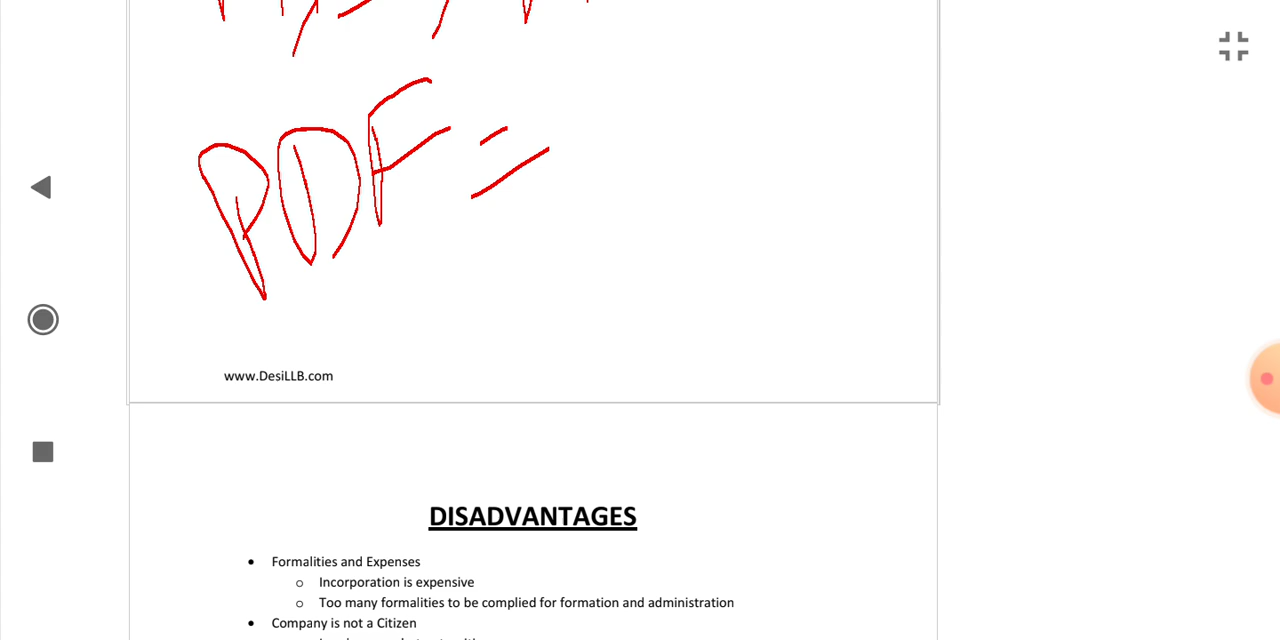 PDF =
www.DesiLLB.com
DISADVANTAGES
• Formalities and Expenses
o Incorporation is expensive
o Too many formalities to be complied for formation and administration
• Company is not a Citizen